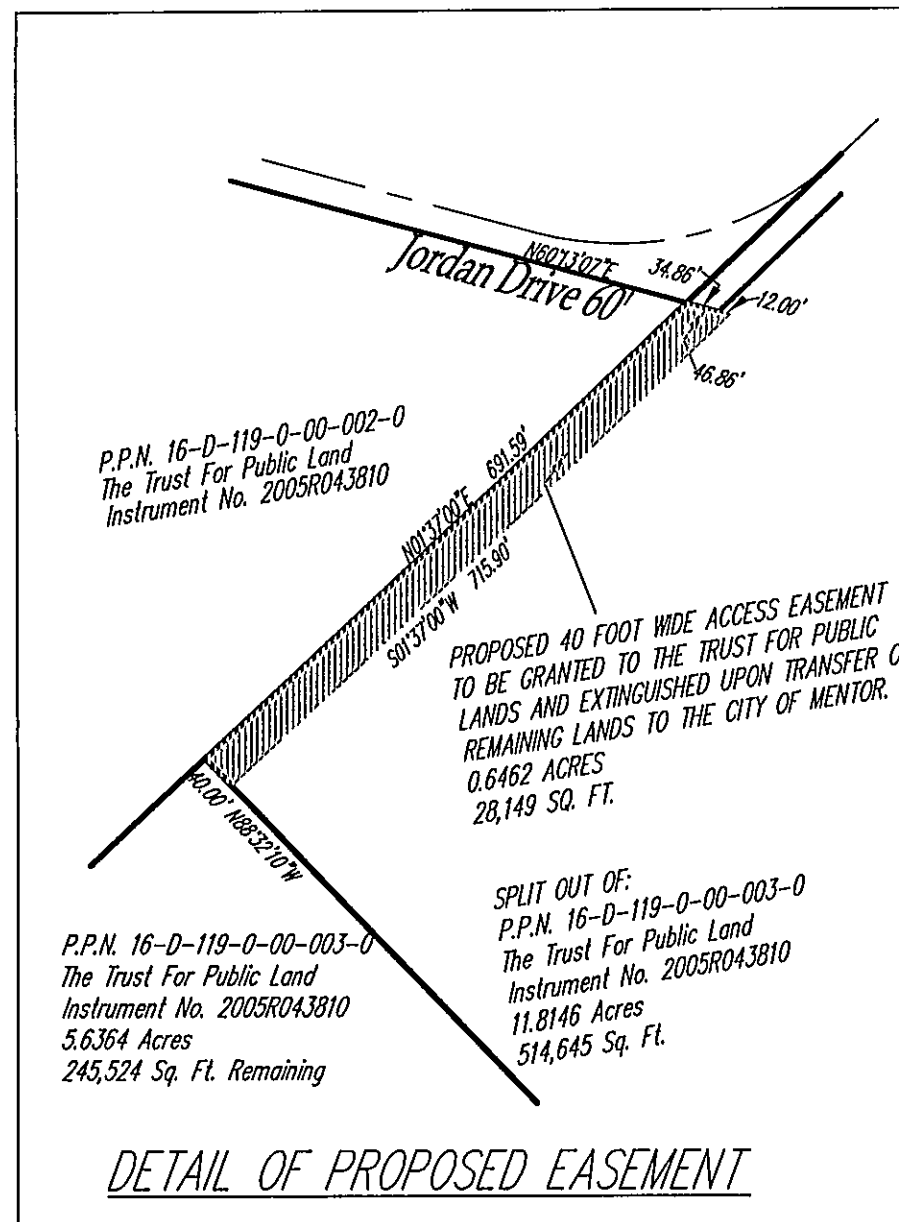 N60°13'07"E
Jordan Drive 60'
34.86'
12.00'
46.86'
P.P.N. 16-D-119-0-00-002-0
The Trust For Public Land
Instrument No. 2005R043810
N01°37'00"E 691.59'
S01°37'00"W 715.90'
PROPOSED 40 FOOT WIDE ACCESS EASEMENT
TO BE GRANTED TO THE TRUST FOR PUBLIC
LANDS AND EXTINGUISHED UPON TRANSFER O
REMAINING LANDS TO THE CITY OF MENTOR.
0.6462 ACRES
28,149 SQ. FT.
40.00' N88°32'10"W
SPLIT OUT OF:
P.P.N. 16-D-119-0-00-003-0
The Trust For Public Land
Instrument No. 2005R043810
11.8146 Acres
514,645 Sq. Ft.
P.P.N. 16-D-119-0-00-003-0
The Trust For Public Land
Instrument No. 2005R043810
5.6364 Acres
245,524 Sq. Ft. Remaining
DETAIL OF PROPOSED EASEMENT